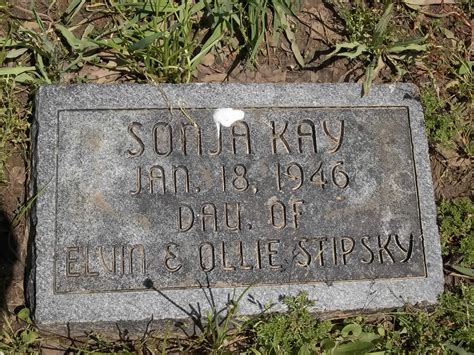 SONJA KAY
JAN. 18, 1946
DAU. OF
ELVIN & OLLIE STIPSKY